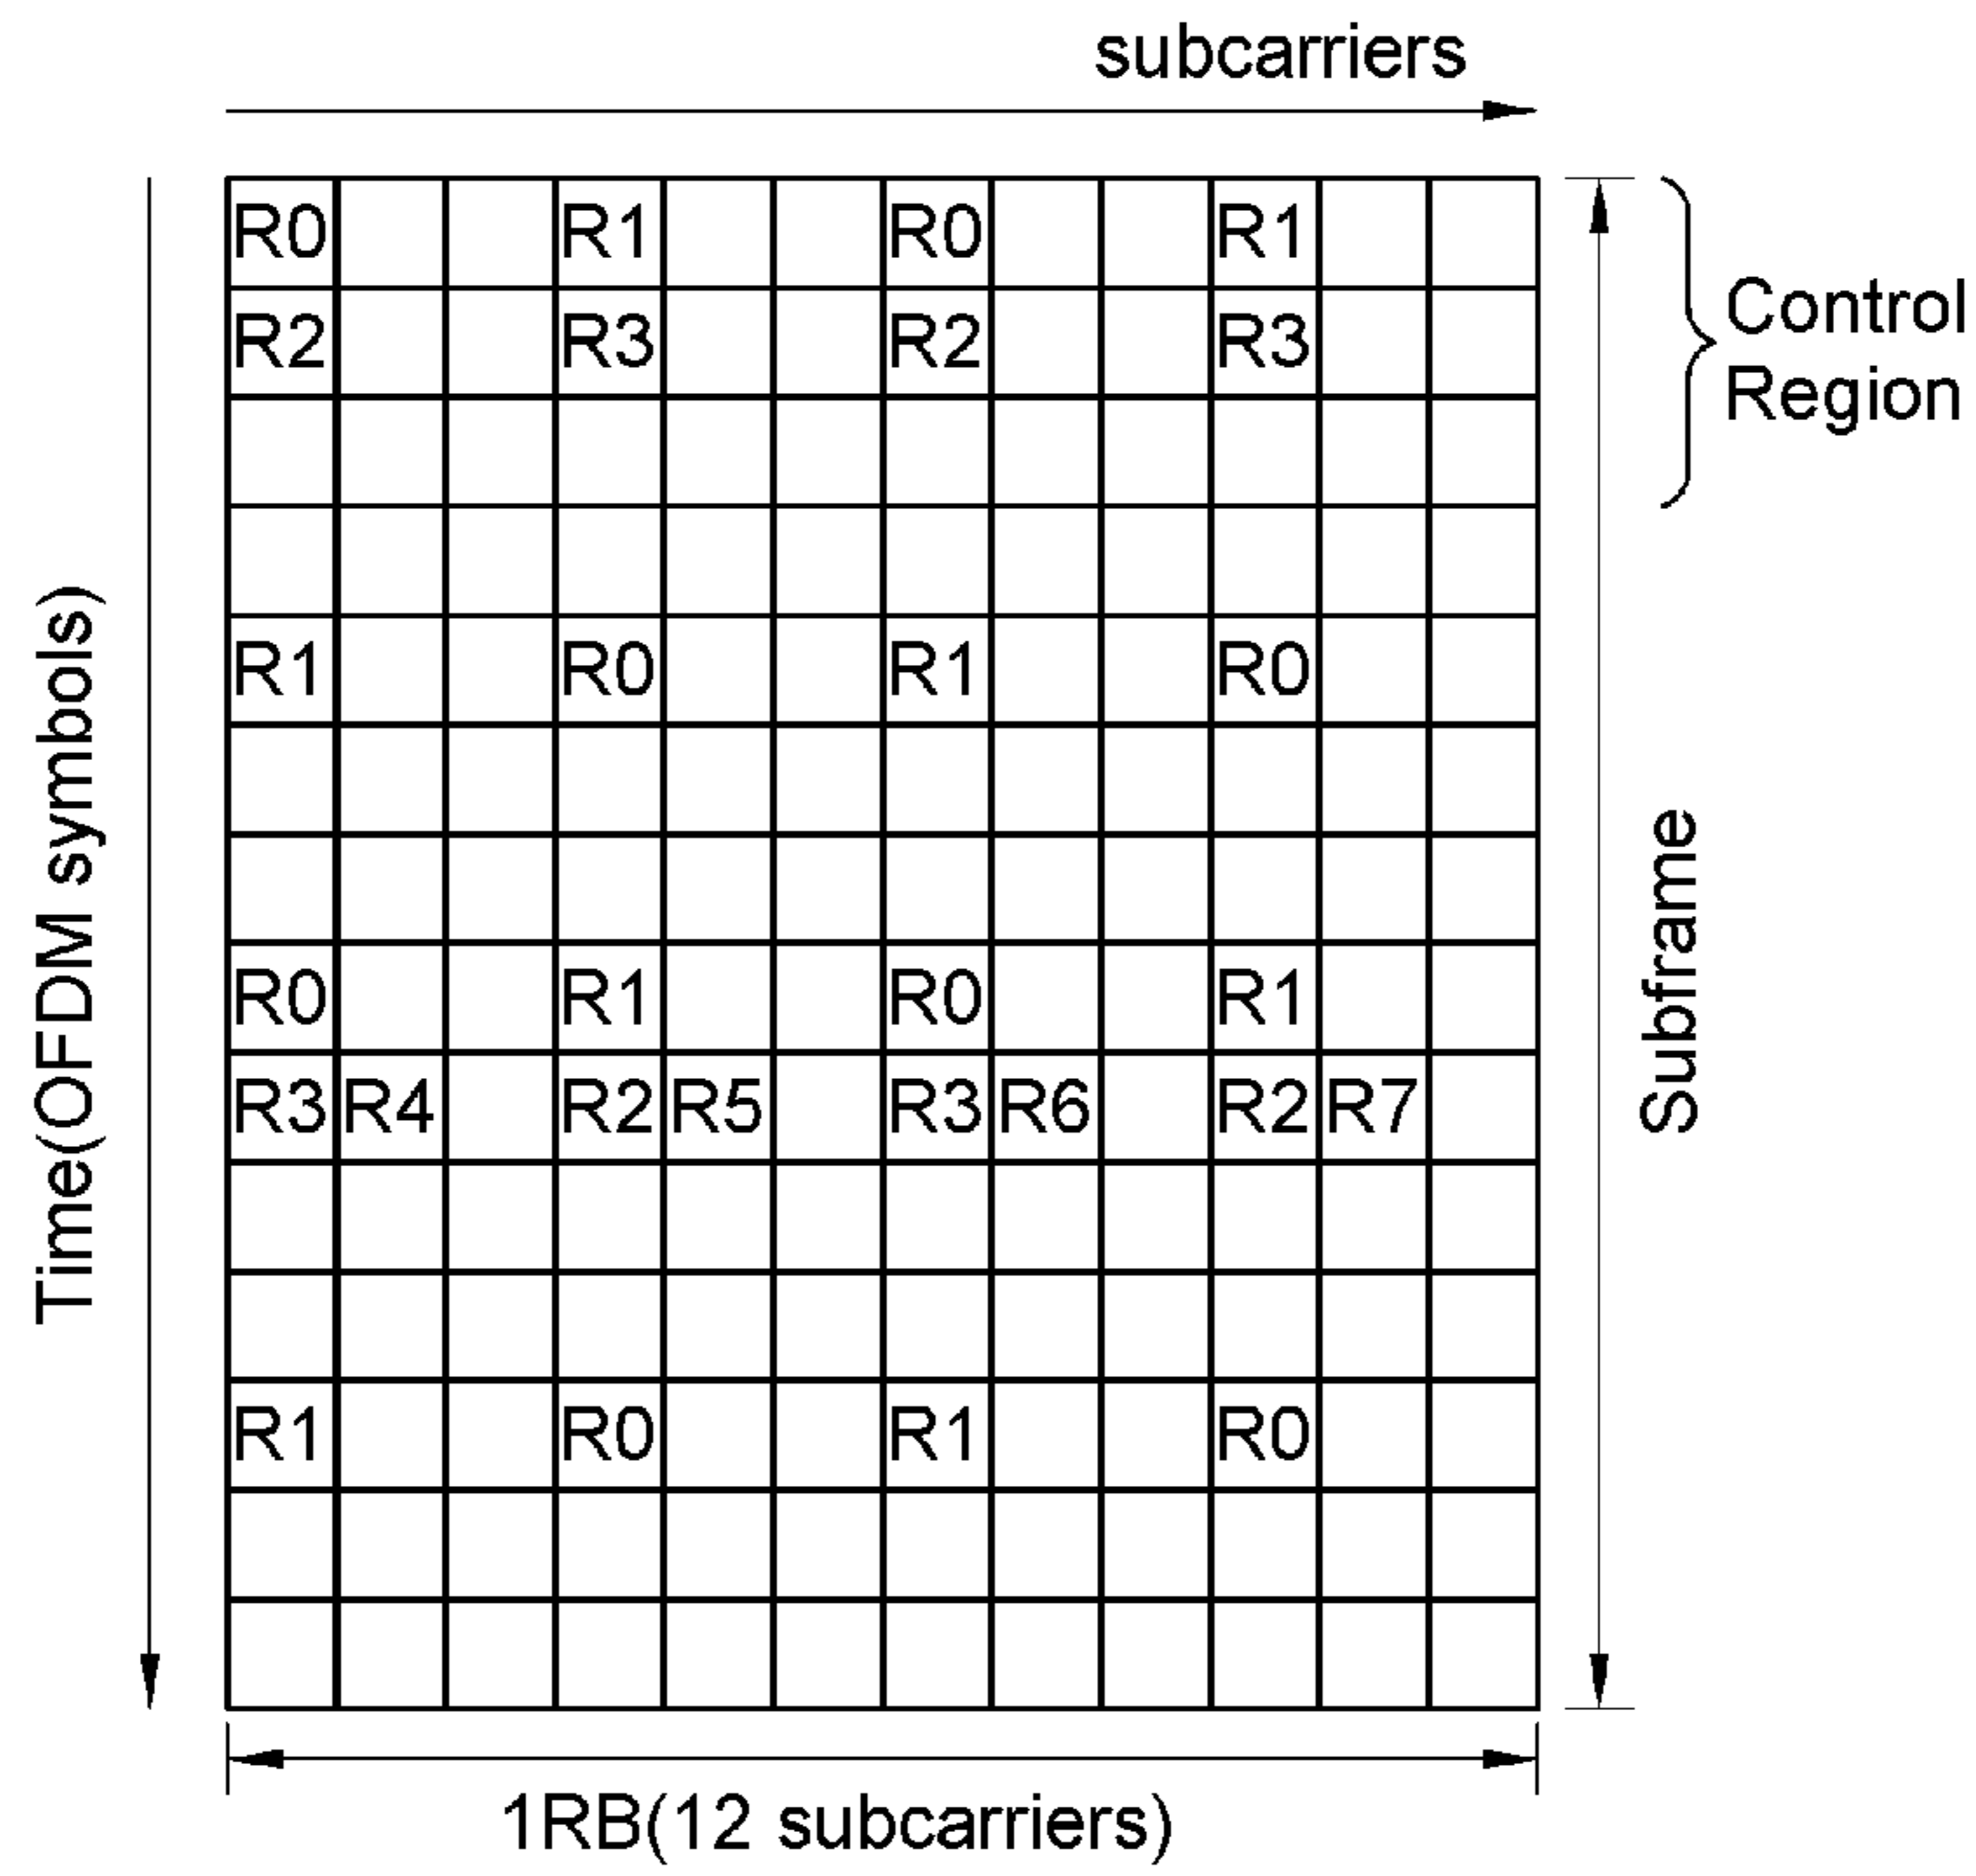 subcarriers
R0 R1 R0 R1
R2 R3 R2 R3
Control
Region
R1 R0 R1 R0
Time(OFDM symbols)
Subframe
R0 R1 R0 R1
R3 R4 R2 R5 R3 R6 R2 R7
R1 R0 R1 R0
1RB(12 subcarriers)